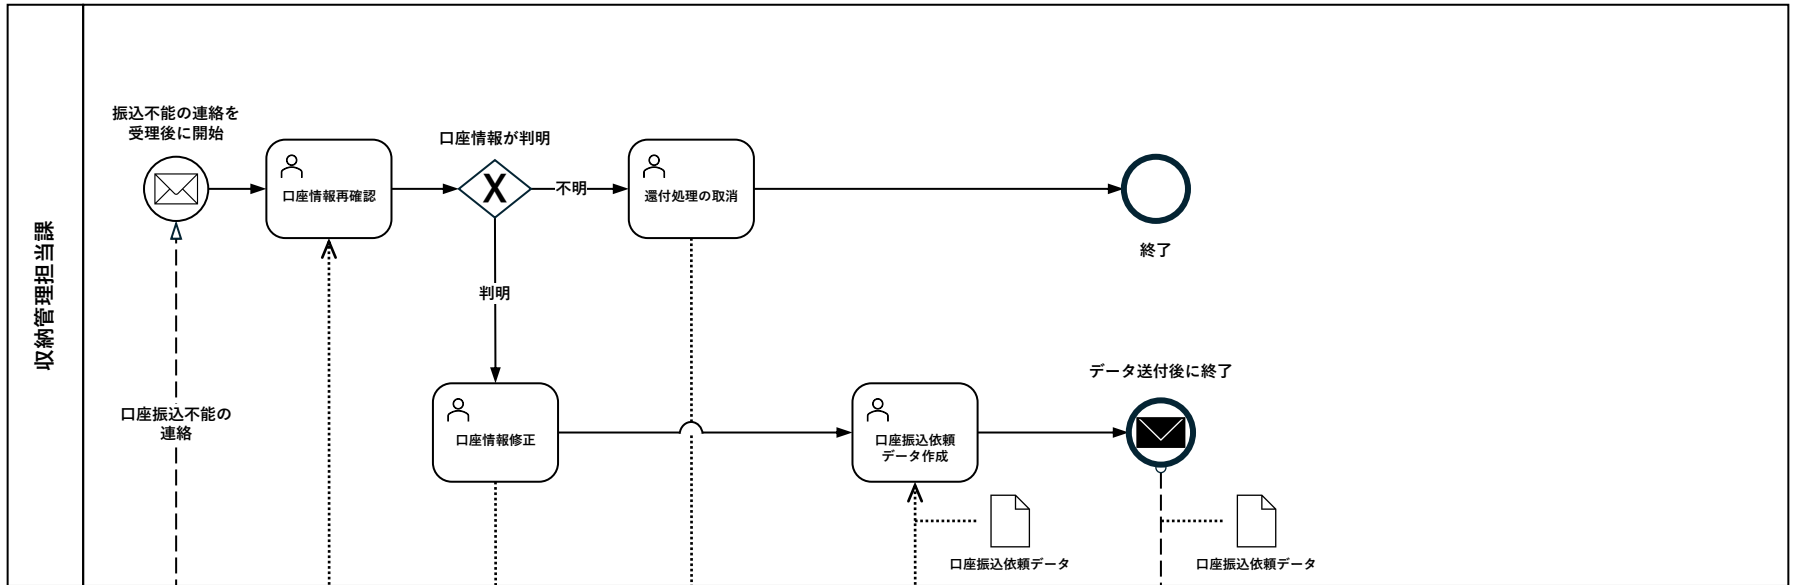 収納管理担当課
振込不能の連絡を
受理後に開始
口座情報再確認
口座情報が判明
不明
還付処理の取消
終了
判明
口座振込不能の
連絡
口座情報修正
口座振込依頼
データ作成
データ送付後に終了
口座振込依頼データ
口座振込依頼データ